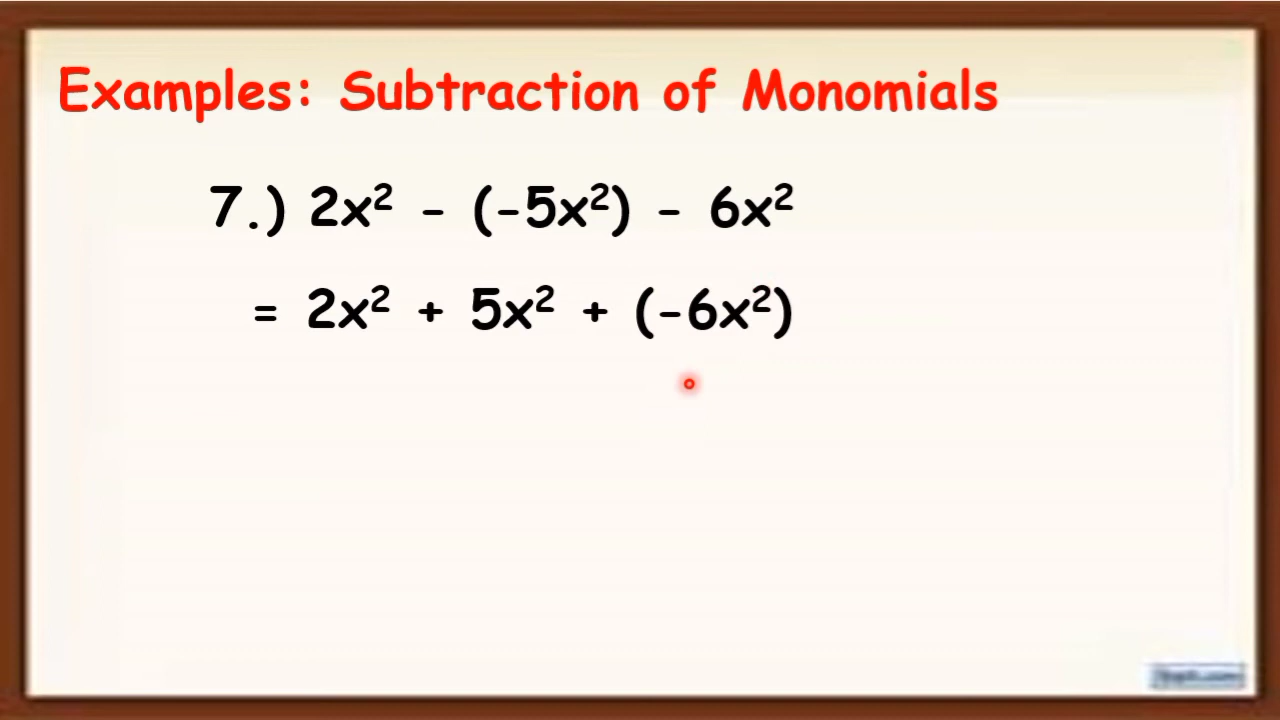 Examples: Subtraction of Monomials
7.) 2x² - (-5x²) - 6x²
= 2x² + 5x² + (-6x²)